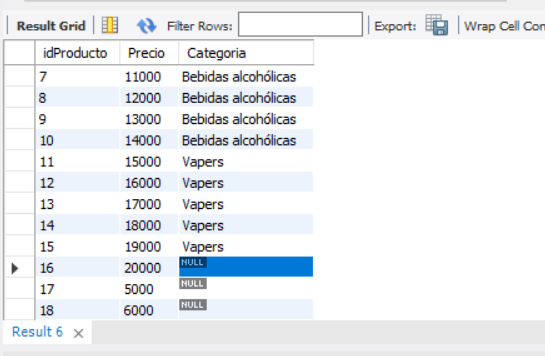 Result Grid Filter Rows: Export: Wrap Cell Con
idProducto Precio Categoria
7 11000 Bebidas alcohólicas
8 12000 Bebidas alcohólicas
9 13000 Bebidas alcohólicas
10 14000 Bebidas alcohólicas
11 15000 Vapers
12 16000 Vapers
13 17000 Vapers
14 18000 Vapers
15 19000 Vapers
16 20000 NULL
17 5000 NULL
18 6000 NULL
Result 6 ×